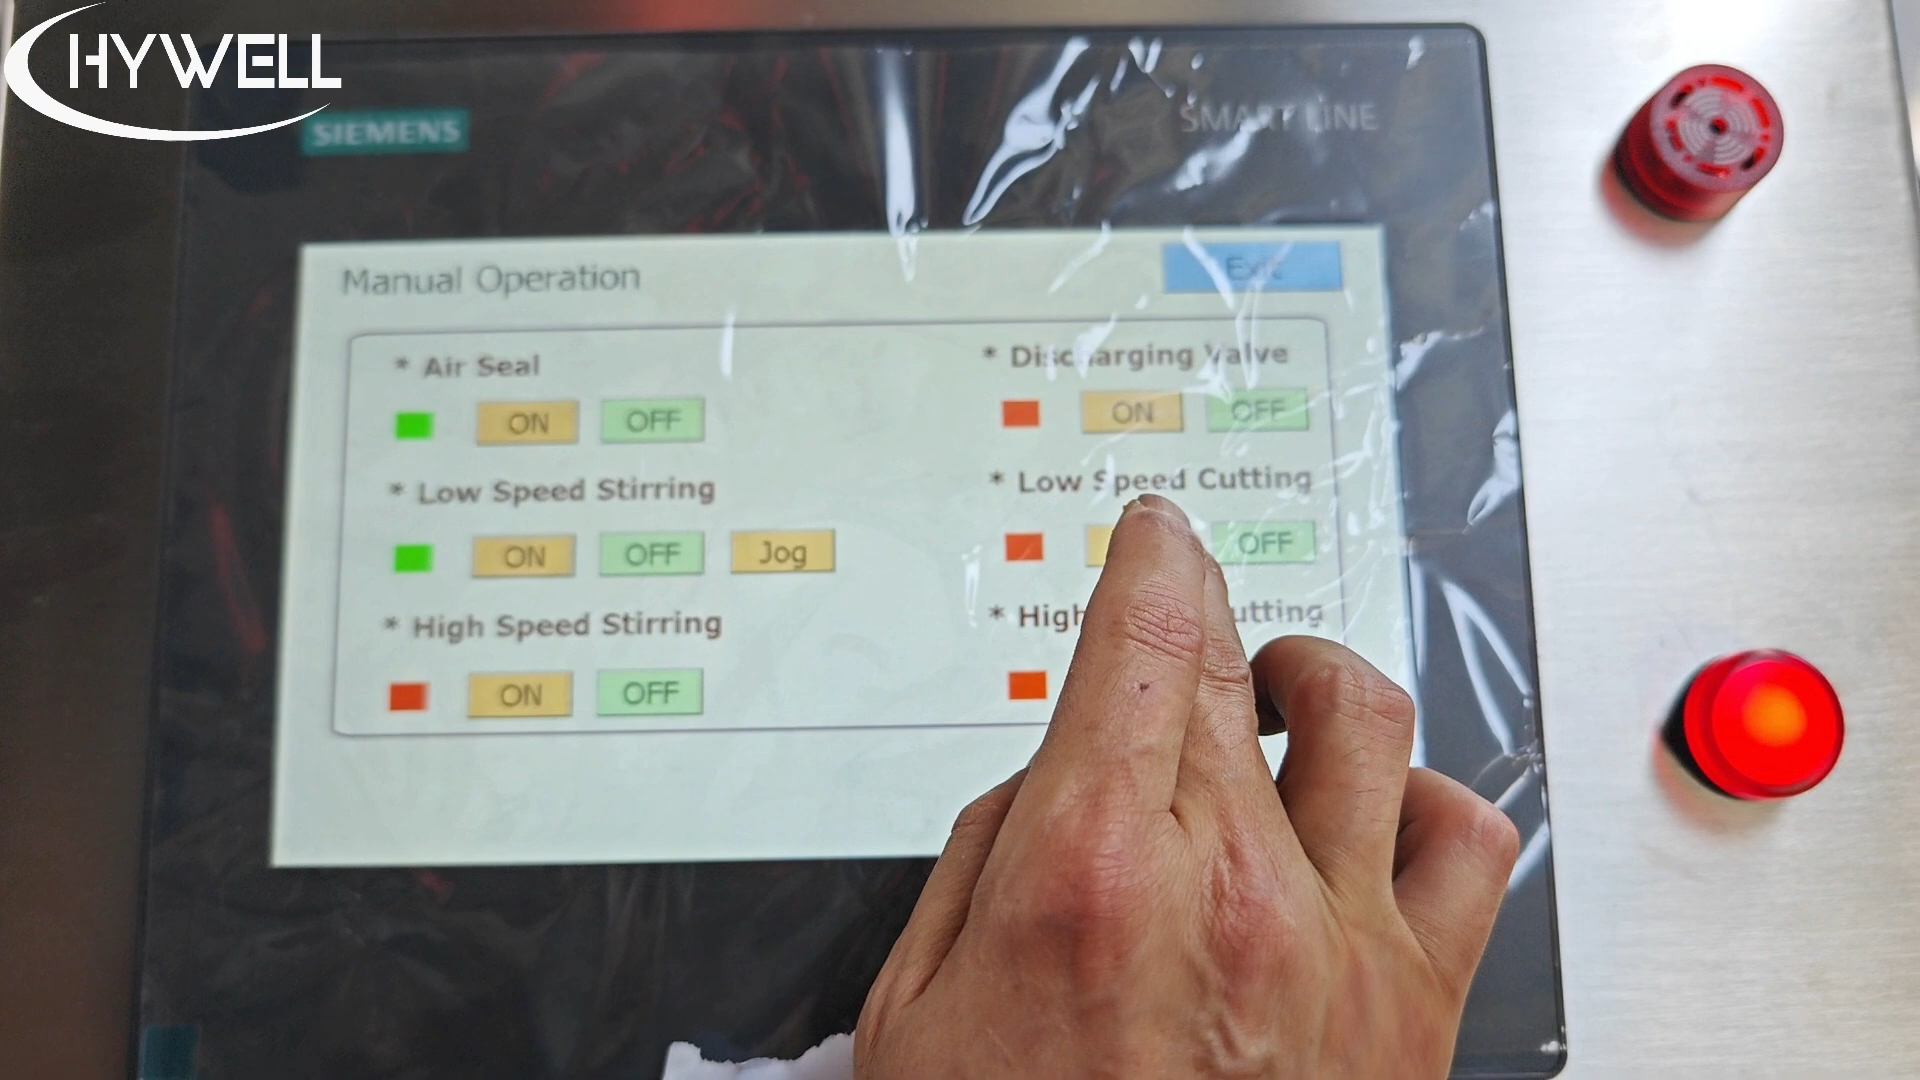 HYWELL
SIEMENS
SMART LINE
Manual Operation
Exit
* Air Seal
ON OFF
* Discharging Valve
ON OFF
* Low Speed Stirring
ON OFF Jog
* Low Speed Cutting
OFF
* High Speed Stirring
ON OFF
* High utting